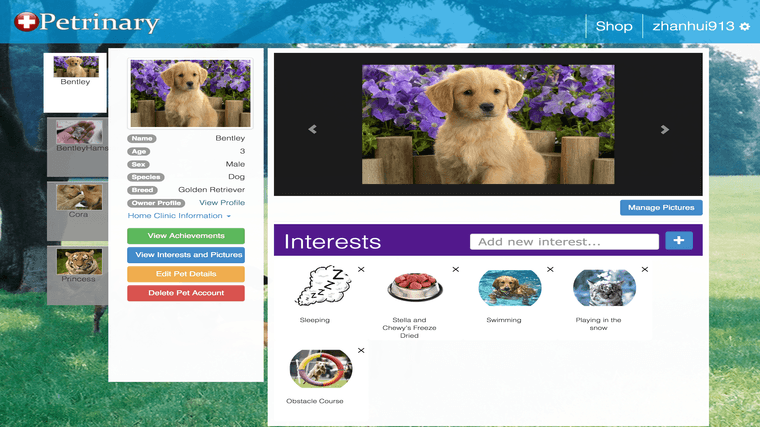 Petrinary
Shop
zhanhui913
Bentley
BentleyHams
Cora
Princess
Name Bentley
Age 3
Sex Male
Species Dog
Breed Golden Retriever
Owner Profile View Profile
Home Clinic Information
View Achievements
View Interests and Pictures
Edit Pet Details
Delete Pet Account
Manage Pictures
Interests
Add new interest...
+
Sleeping
Stella and
Chewy's Freeze
Dried
Swimming
Playing in the
snow
Obstacle Course